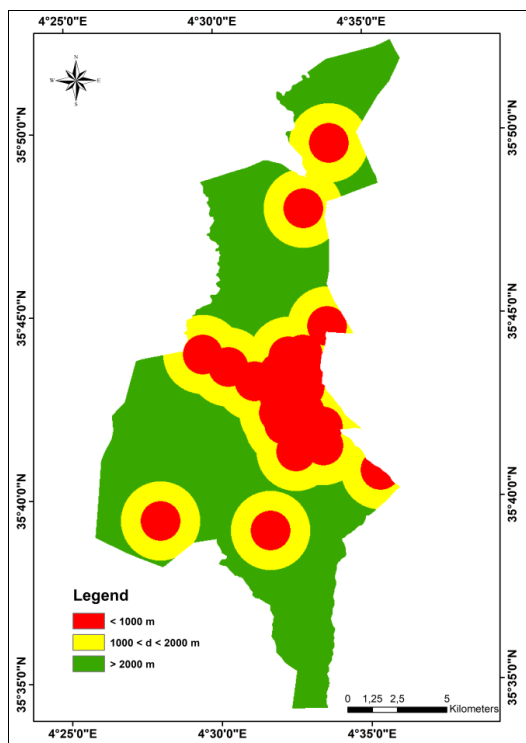 4°25'0"E 4°30'0"E 4°35'0"E
N
W E
S
35°50'0"N 35°50'0"N
35°45'0"N 35°45'0"N
35°40'0"N 35°40'0"N
35°35'0"N 35°35'0"N
Legend
< 1000 m
1000 < d < 2000 m
> 2000 m
0 1,25 2,5 5
Kilometers
4°25'0"E 4°30'0"E 4°35'0"E